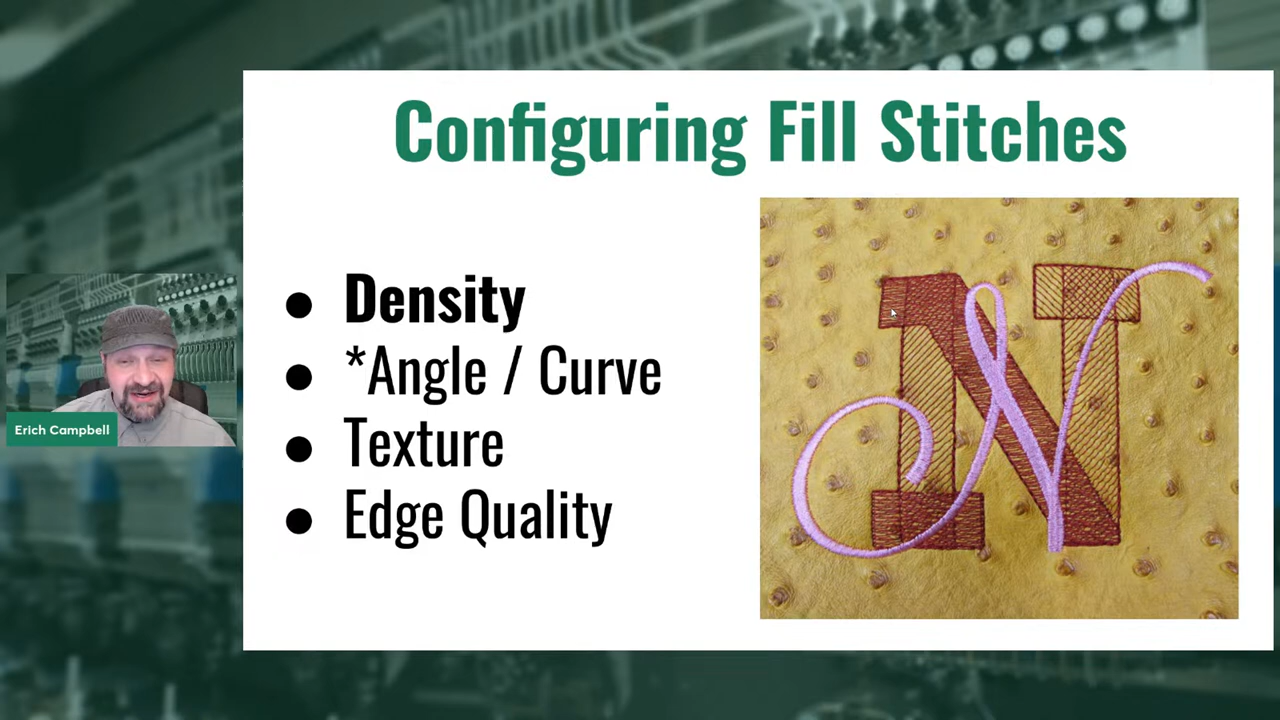 Configuring Fill Stitches
● Density
● *Angle / Curve
● Texture
● Edge Quality
N
N
Erich Campbell